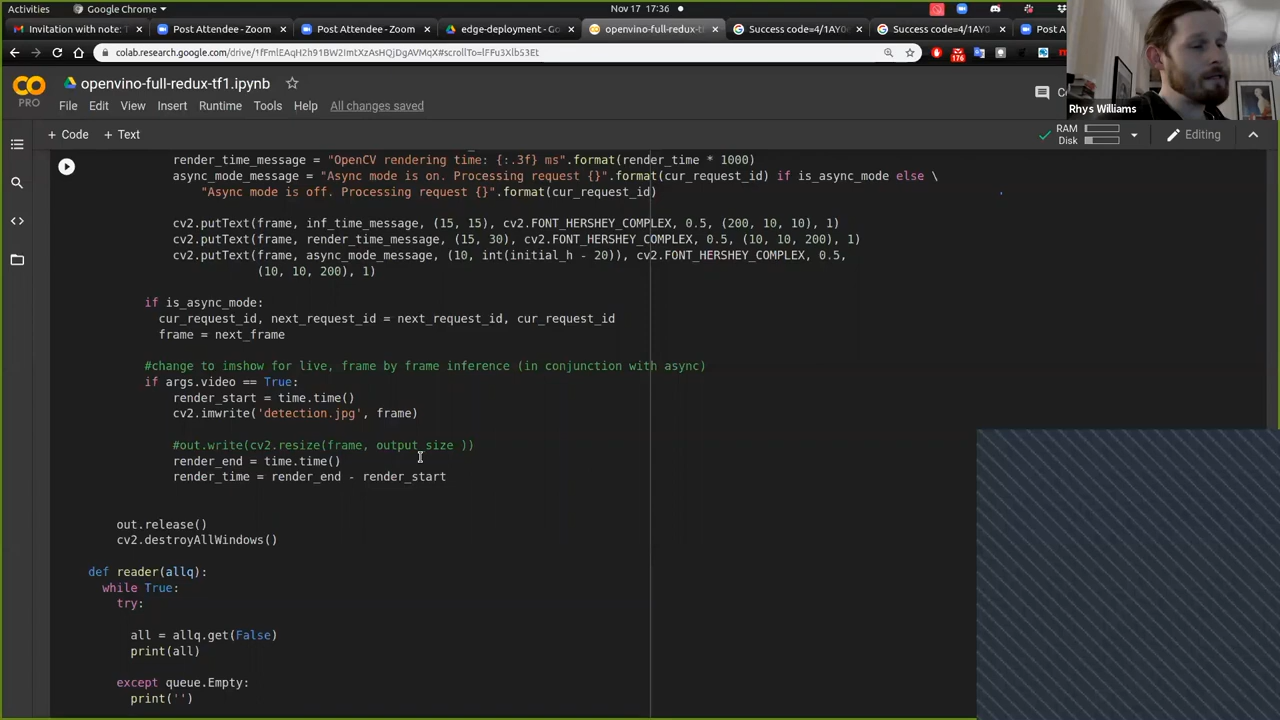 Activities
Google Chrome
Nov 17 17:36
Invitation with note:
Post Attendee - Zoom
Post Attendee - Zoom
edge-deployment - Go
openvino-full-redux-t
Success code=4/1AY0
Success code=4/1AY0
Post A
colab.research.google.com/drive/1fFmlEAqH2h91BW2ImtXzAsHQjDgAVMqX#scrollTo=lFFu3XlbS3Et
176
PRO
openvino-full-redux-tf1.ipynb
File Edit View Insert Runtime Tools Help All changes saved
Rhys Williams
+ Code + Text
RAM
Disk
Editing
render_time_message = "OpenCV rendering time: {:.3f} ms".format(render_time * 1000)
async_mode_message = "Async mode is on. Processing request {}".format(cur_request_id) if is_async_mode else \
"Async mode is off. Processing request {}".format(cur_request_id)
cv2.putText(frame, inf_time_message, (15, 15), cv2.FONT_HERSHEY_COMPLEX, 0.5, (200, 10, 10), 1)
cv2.putText(frame, render_time_message, (15, 30), cv2.FONT_HERSHEY_COMPLEX, 0.5, (10, 10, 200), 1)
cv2.putText(frame, async_mode_message, (10, int(initial_h - 20)), cv2.FONT_HERSHEY_COMPLEX, 0.5,
(10, 10, 200), 1)
if is_async_mode:
cur_request_id, next_request_id = next_request_id, cur_request_id
frame = next_frame
#change to imshow for live, frame by frame inference (in conjunction with async)
if args.video == True:
render_start = time.time()
cv2.imwrite('detection.jpg', frame)
#out.write(cv2.resize(frame, output_size ))
render_end = time.time()
render_time = render_end - render_start
out.release()
cv2.destroyAllWindows()
def reader(allq):
while True:
try:
all = allq.get(False)
print(all)
except queue.Empty:
print('')